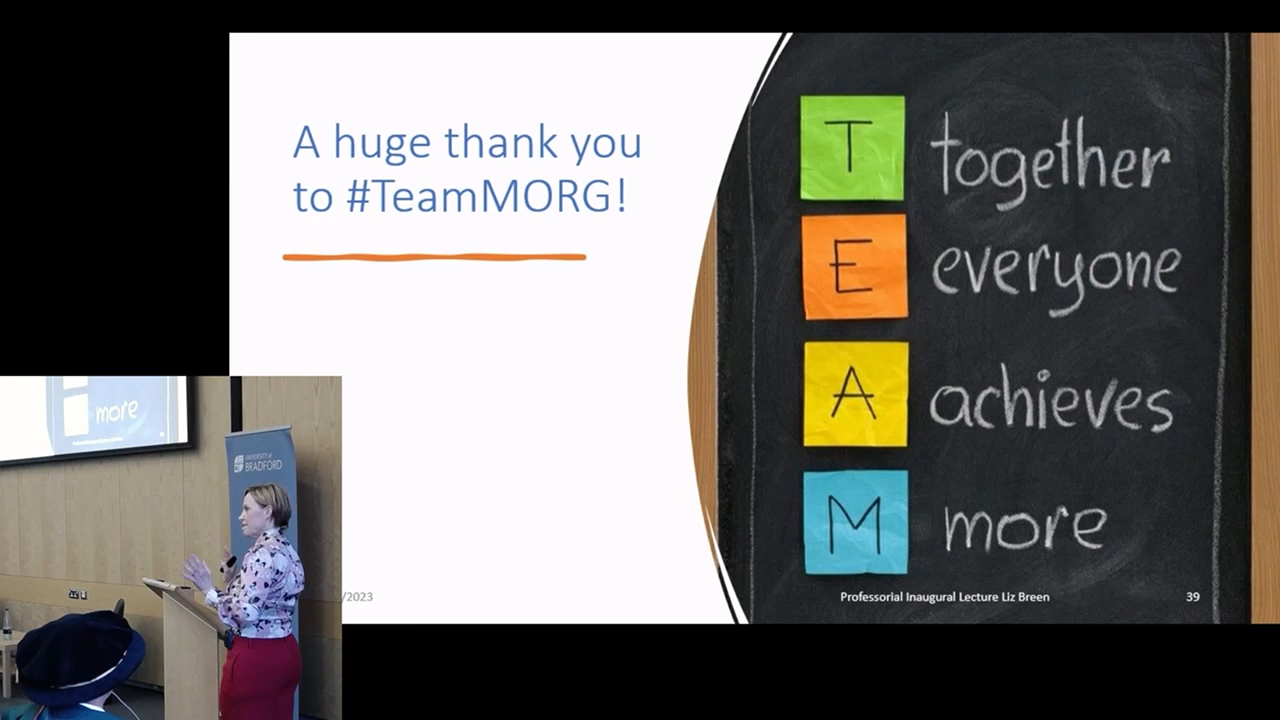 A huge thank you
to #TeamMORG!
T together
E everyone
A achieves
M more
/2023
Professorial Inaugural Lecture Liz Breen
39
more
UNIVERSITY of
BRADFORD